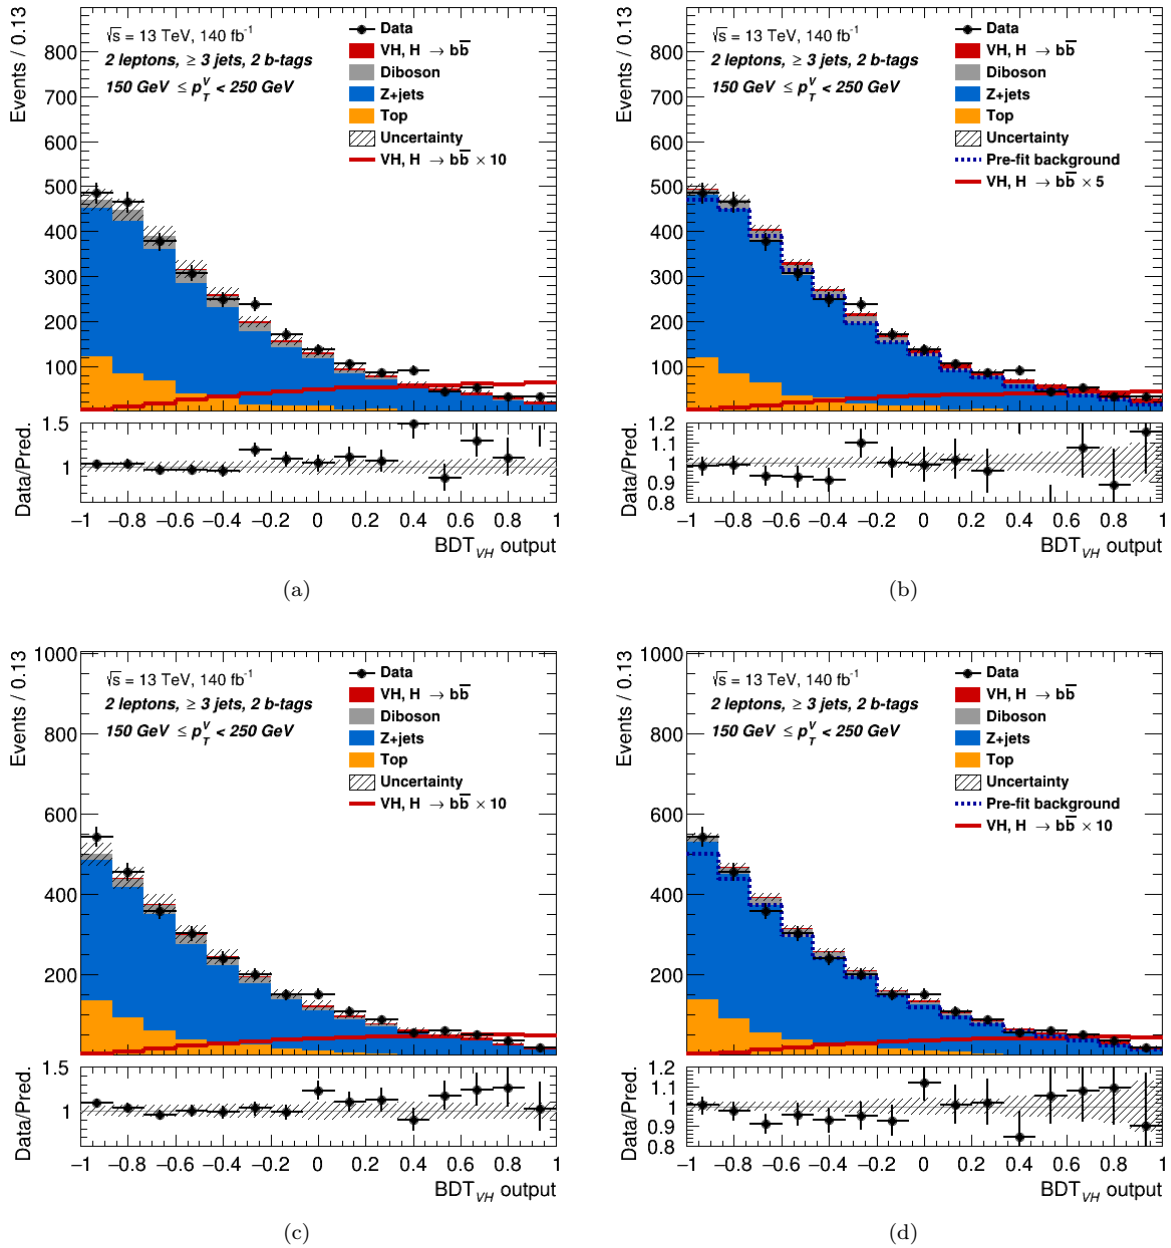 Events / 0.13
900
800
700
600
500
400
300
200
100
√s = 13 TeV, 140 fb⁻¹
2 leptons, ≥ 3 jets, 2 b-tags
150 GeV ≤ p_T^V < 250 GeV
Data
VH, H → bb̅
Diboson
Z+jets
Top
Uncertainty
VH, H → bb̅ × 10
Data/Pred.
1.5
1
−1 −0.8 −0.6 −0.4 −0.2 0 0.2 0.4 0.6 0.8 1
BDT_VH output
(a)
Events / 0.13
800
700
600
500
400
300
200
100
√s = 13 TeV, 140 fb⁻¹
2 leptons, ≥ 3 jets, 2 b-tags
150 GeV ≤ p_T^V < 250 GeV
Data
VH, H → bb̅
Diboson
Z+jets
Top
Uncertainty
Pre-fit background
VH, H → bb̅ × 5
Data/Pred.
1.2
1.1
1
0.9
0.8
−1 −0.8 −0.6 −0.4 −0.2 0 0.2 0.4 0.6 0.8 1
BDT_VH output
(b)
Events / 0.13
1000
800
600
400
200
√s = 13 TeV, 140 fb⁻¹
2 leptons, ≥ 3 jets, 2 b-tags
150 GeV ≤ p_T^V < 250 GeV
Data
VH, H → bb̅
Diboson
Z+jets
Top
Uncertainty
VH, H → bb̅ × 10
Data/Pred.
1.5
1
−1 −0.8 −0.6 −0.4 −0.2 0 0.2 0.4 0.6 0.8 1
BDT_VH output
(c)
Events / 0.13
1000
800
600
400
200
√s = 13 TeV, 140 fb⁻¹
2 leptons, ≥ 3 jets, 2 b-tags
150 GeV ≤ p_T^V < 250 GeV
Data
VH, H → bb̅
Diboson
Z+jets
Top
Uncertainty
Pre-fit background
VH, H → bb̅ × 10
Data/Pred.
1.2
1.1
1
0.9
0.8
−1 −0.8 −0.6 −0.4 −0.2 0 0.2 0.4 0.6 0.8 1
BDT_VH output
(d)